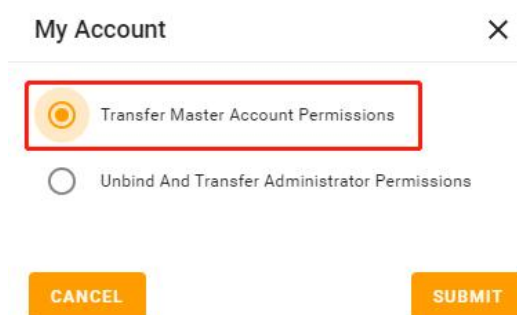 My Account
Transfer Master Account Permissions
Unbind And Transfer Administrator Permissions
CANCEL
SUBMIT